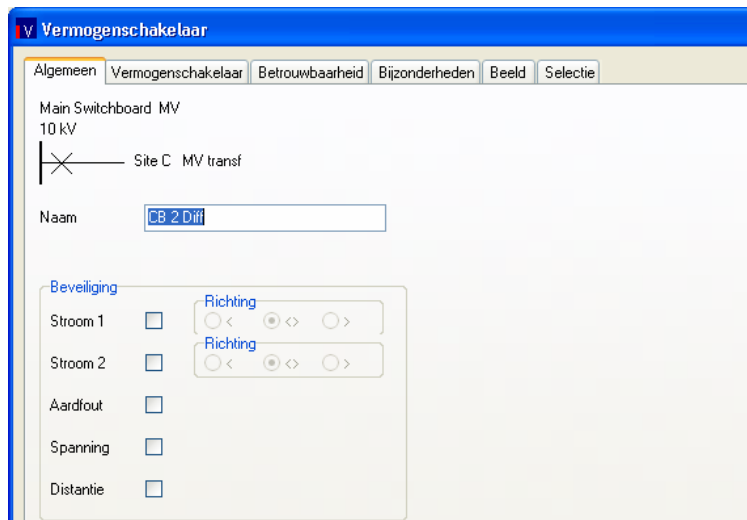 Vermogenschakelaar
Algemeen Vermogenschakelaar Betrouwbaarheid Bijzonderheden Beeld Selectie
Main Switchboard MV
10 kV
Site C MV transf
Naam CB 2 Diff
Beveiliging
Richting
Stroom 1 < <> >
Richting
Stroom 2 < <> >
Aardfout
Spanning
Distantie